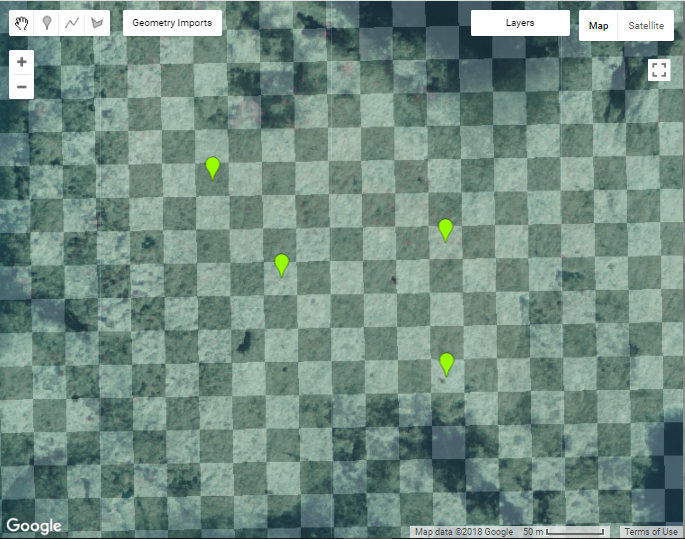 Geometry Imports
Layers
Map
Satellite
+
−
Google
Map data ©2018 Google
50 m
Terms of Use